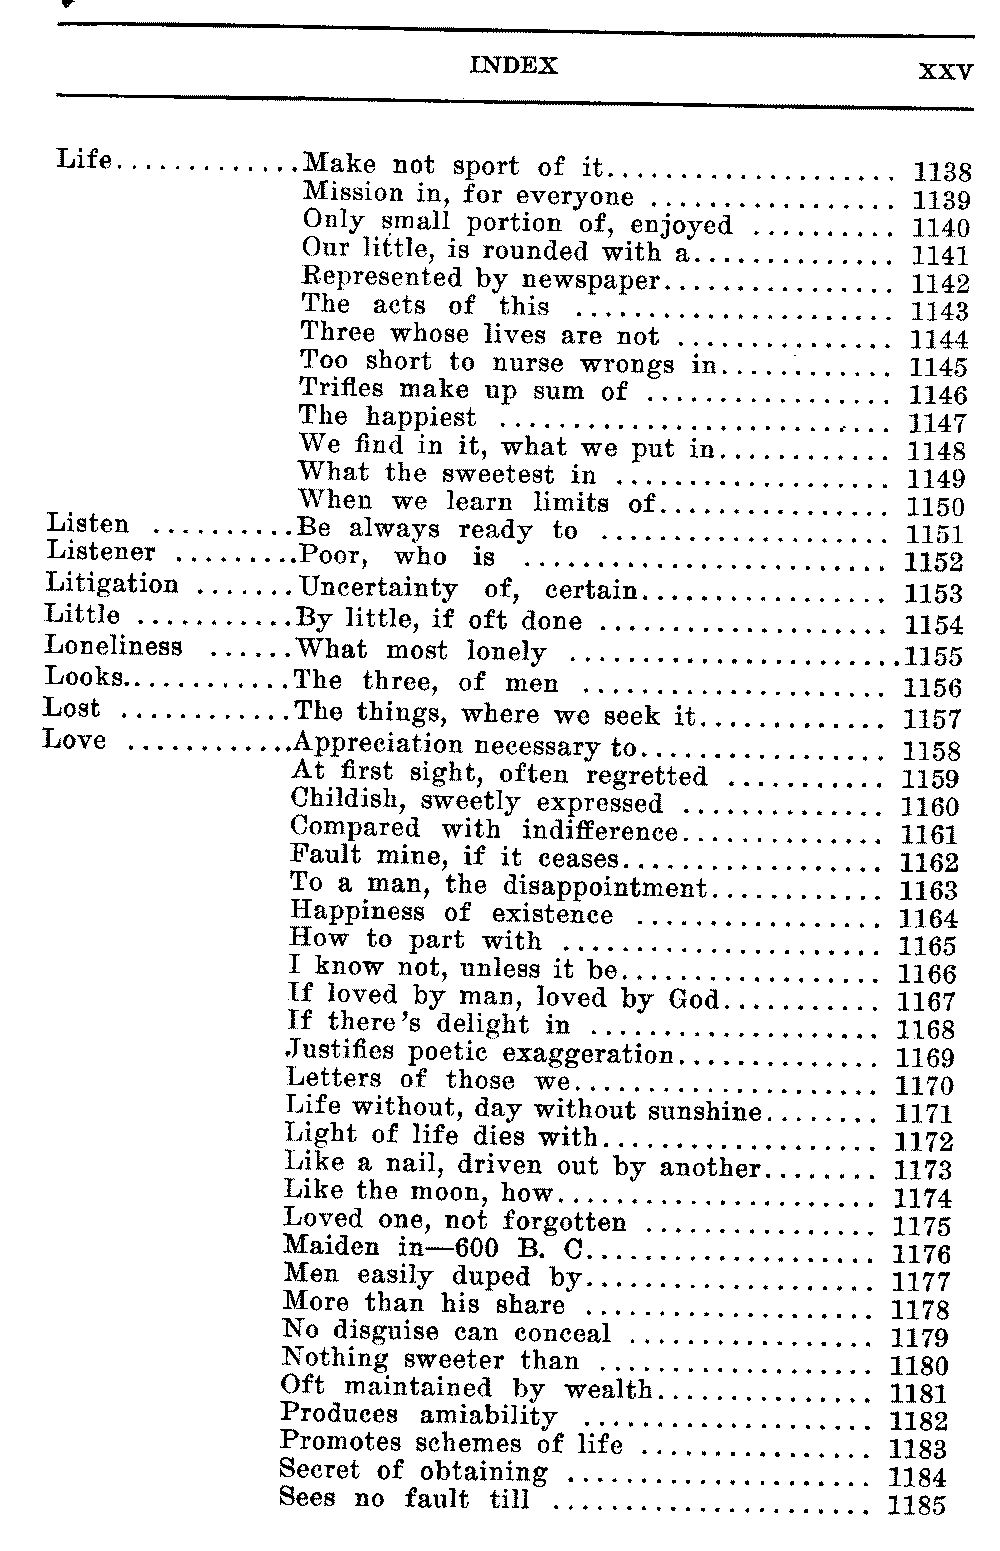 INDEX XXV
Life.............Make not sport of it.................... 1138
Mission in, for everyone ................. 1139
Only small portion of, enjoyed .......... 1140
Our little, is rounded with a.............. 1141
Represented by newspaper................ 1142
The acts of this ...................... 1143
Three whose lives are not ............... 1144
Too short to nurse wrongs in............ 1145
Trifles make up sum of ................. 1146
The happiest ........................... 1147
We find in it, what we put in............ 1148
What the sweetest in ................... 1149
When we learn limits of................ 1150
Listen ..........Be always ready to .................... 1151
Listener .........Poor, who is ......................... 1152
Litigation .......Uncertainty of, certain................. 1153
Little ...........By little, if oft done .................... 1154
Loneliness ......What most lonely .......................1155
Looks............The three, of men ..................... 1156
Lost ............The things, where we seek it............. 1157
Love ............Appreciation necessary to................. 1158
At first sight, often regretted ........... 1159
Childish, sweetly expressed .............. 1160
Compared with indifference.............. 1161
Fault mine, if it ceases.................. 1162
To a man, the disappointment............ 1163
Happiness of existence ................. 1164
How to part with ...................... 1165
I know not, unless it be.................. 1166
If loved by man, loved by God........... 1167
If there's delight in .................... 1168
Justifies poetic exaggeration.............. 1169
Letters of those we..................... 1170
Life without, day without sunshine........ 1171
Light of life dies with................... 1172
Like a nail, driven out by another........ 1173
Like the moon, how...................... 1174
Loved one, not forgotten ................ 1175
Maiden in—600 B. C.................... 1176
Men easily duped by.................... 1177
More than his share .................... 1178
No disguise can conceal ................. 1179
Nothing sweeter than ................... 1180
Oft maintained by wealth............... 1181
Produces amiability .................... 1182
Promotes schemes of life ................ 1183
Secret of obtaining ..................... 1184
Sees no fault till ...................... 1185